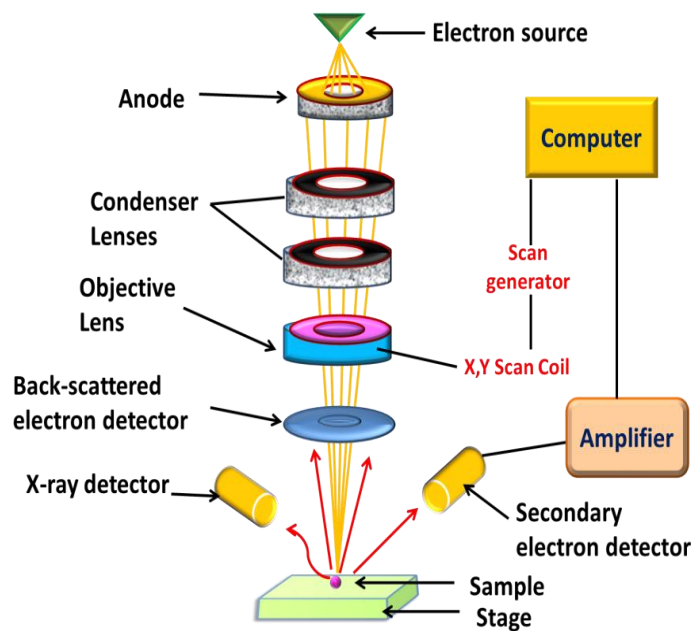 Electron source
Anode
Computer
Condenser
Lenses
Scan
generator
Objective
Lens
X,Y Scan Coil
Back-scattered
electron detector
Amplifier
X-ray detector
Secondary
electron detector
Sample
Stage